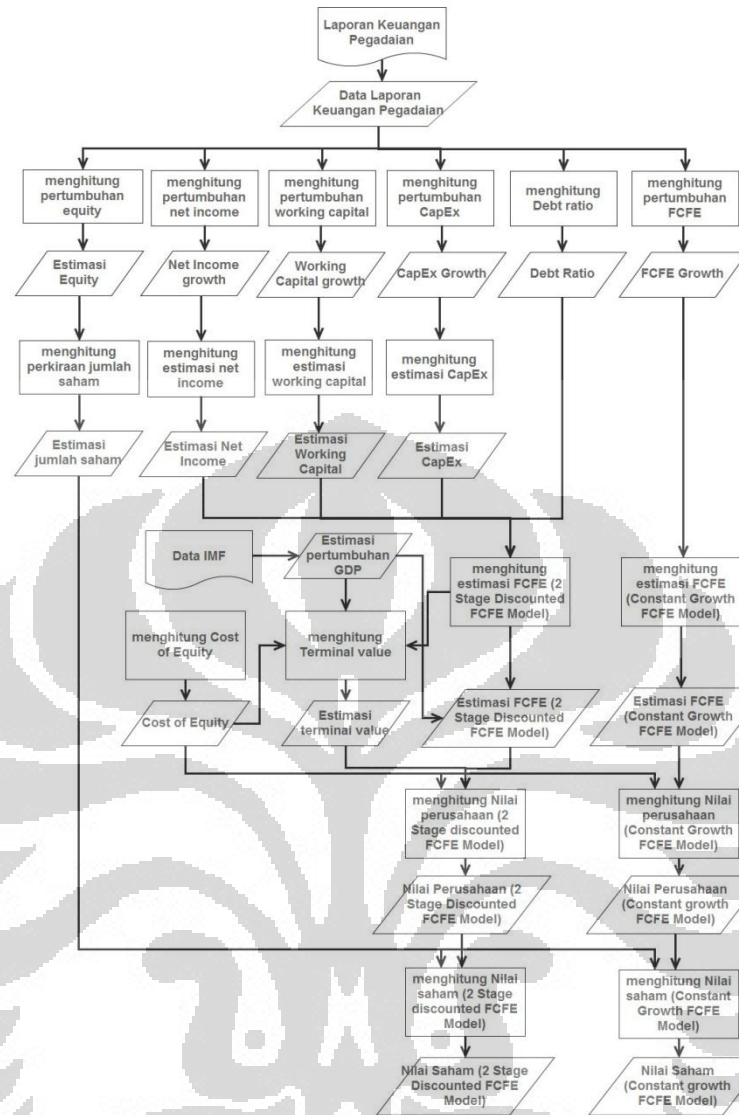 Laporan Keuangan
Pegadaian
Data Laporan
Keuangan Pegadaian
menghitung
pertumbuhan
equity
menghitung
pertumbuhan
net income
menghitung
pertumbuhan
working capital
menghitung
pertumbuhan
CapEx
menghitung
Debt ratio
menghitung
pertumbuhan
FCFE
Estimasi
Equity
Net Income
growth
Working
Capital growth
CapEx Growth
Debt Ratio
FCFE Growth
menghitung
perkiraan jumlah
saham
menghitung
estimasi net
income
menghitung
estimasi
working capital
menghitung
estimasi CapEx
Estimasi
jumlah saham
Estimasi Net
Income
Estimasi
Working
Capital
Estimasi
CapEx
Data IMF
Estimasi
pertumbuhan
GDP
menghitung
estimasi FCFE (2
Stage Discounted
FCFE Model)
menghitung
estimasi FCFE
(Constant Growth
FCFE Model)
menghitung Cost
of Equity
menghitung
Terminal value
Cost of Equity
Estimasi
terminal value
Estimasi FCFE (2
Stage Discounted
FCFE Model)
Estimasi FCFE
(Constant Growth
FCFE Model)
menghitung Nilai
perusahaan (2
Stage discounted
FCFE Model)
menghitung Nilai
perusahaan
(Constant Growth
FCFE Model)
Nilai Perusahaan (2
Stage Discounted
FCFE Model)
Nilai Perusahaan
(Constant growth
FCFE Model)
menghitung Nilai
saham (2 Stage
discounted FCFE
Model)
menghitung Nilai
saham (Constant
Growth FCFE
Model)
Nilai Saham (2 Stage
Discounted FCFE
Model)
Nilai Saham
(Constant growth
FCFE Model)